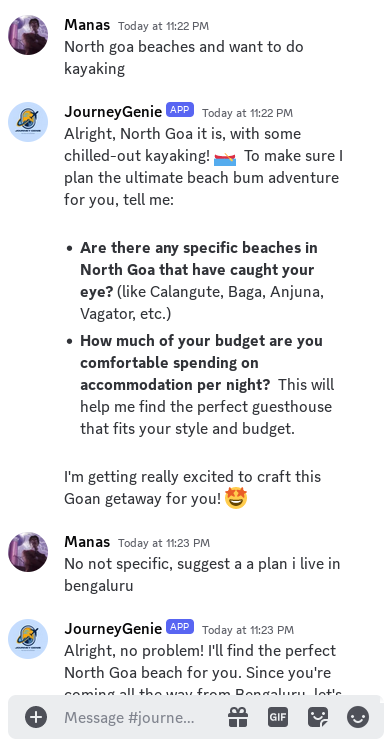 Manas Today at 11:22 PM
North goa beaches and want to do
kayaking
JourneyGenie APP Today at 11:22 PM
Alright, North Goa it is, with some
chilled-out kayaking! To make sure I
plan the ultimate beach bum adventure
for you, tell me:
• Are there any specific beaches in
North Goa that have caught your
eye? (like Calangute, Baga, Anjuna,
Vagator, etc.)
• How much of your budget are you
comfortable spending on
accommodation per night? This will
help me find the perfect guesthouse
that fits your style and budget.
I'm getting really excited to craft this
Goan getaway for you! 🤩
Manas Today at 11:23 PM
No not specific, suggest a a plan i live in
bengaluru
JourneyGenie APP Today at 11:23 PM
Alright, no problem! I'll find the perfect
North Goa beach for you. Since you're
coming all the way from Bengaluru, let's
Message #journe...
GIF